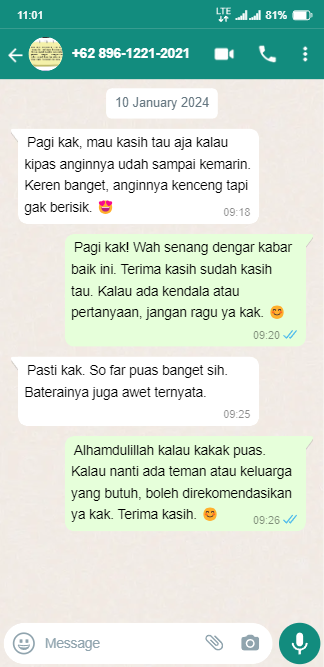 11:01 LTE 81%
+62 896-1221-2021
10 January 2024
Pagi kak, mau kasih tau aja kalau
kipas anginnya udah sampai kemarin.
Keren banget, anginnya kenceng tapi
gak berisik. 😍
09:18
Pagi kak! Wah senang dengar kabar
baik ini. Terima kasih sudah kasih
tau. Kalau ada kendala atau
pertanyaan, jangan ragu ya kak. 😊
09:20
Pasti kak. So far puas banget sih.
Baterainya juga awet ternyata.
09:25
Alhamdulillah kalau kakak puas.
Kalau nanti ada teman atau keluarga
yang butuh, boleh direkomendasikan
ya kak. Terima kasih. 😊
09:26
Message